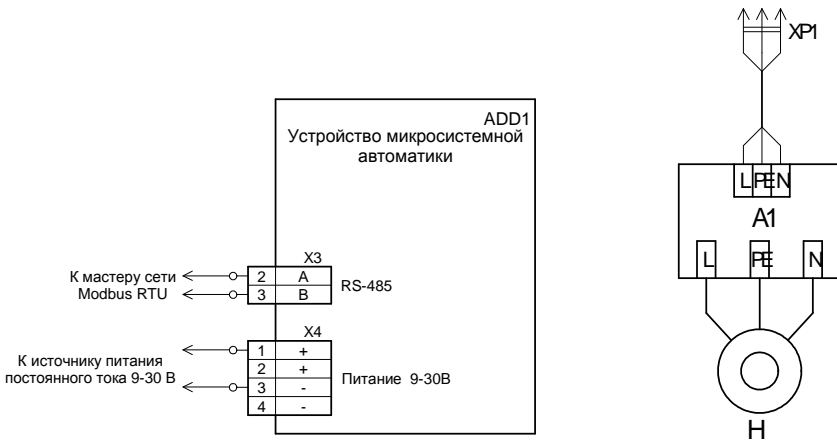 ADD1
Устройство микросистемной
автоматики
X3
К мастеру сети
Modbus RTU
2 A
3 B
RS-485
X4
К источнику питания
постоянного тока 9-30 В
1 +
2 +
3 -
4 -
Питание 9-30В
XP1
L PE N
A1
L PE N
H